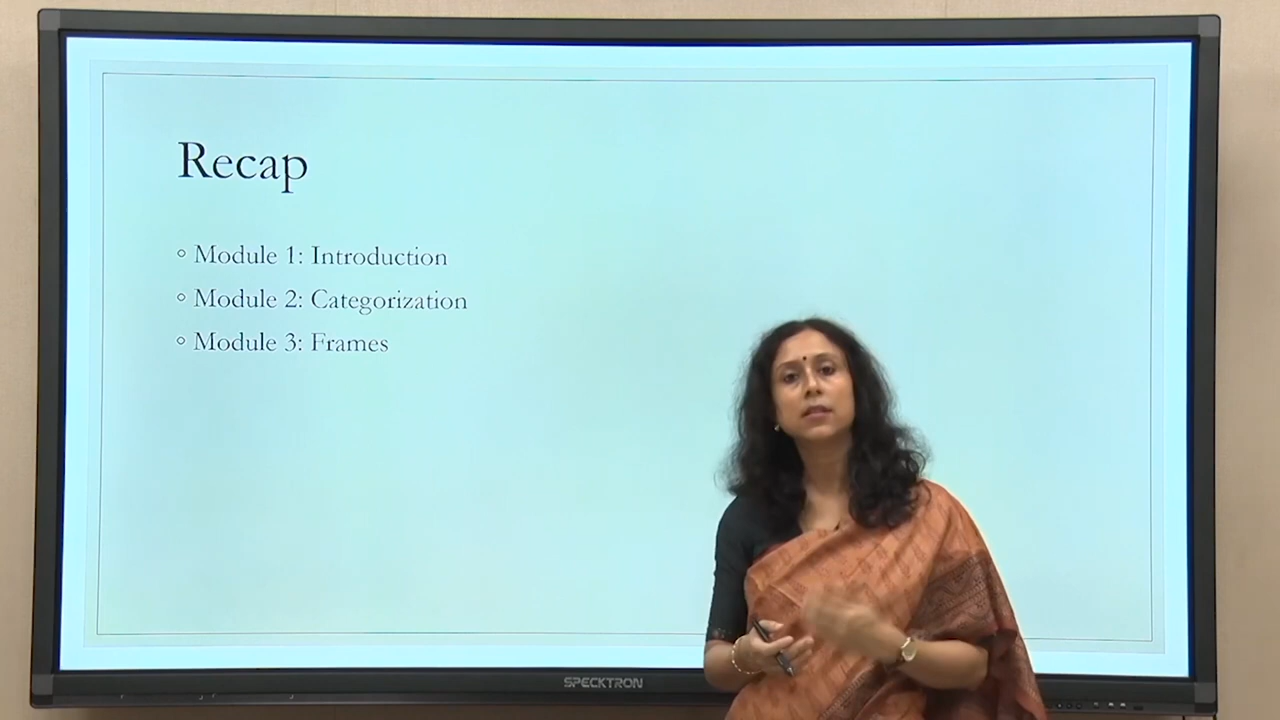 Recap
Module 1: Introduction
Module 2: Categorization
Module 3: Frames
SPECKTRON